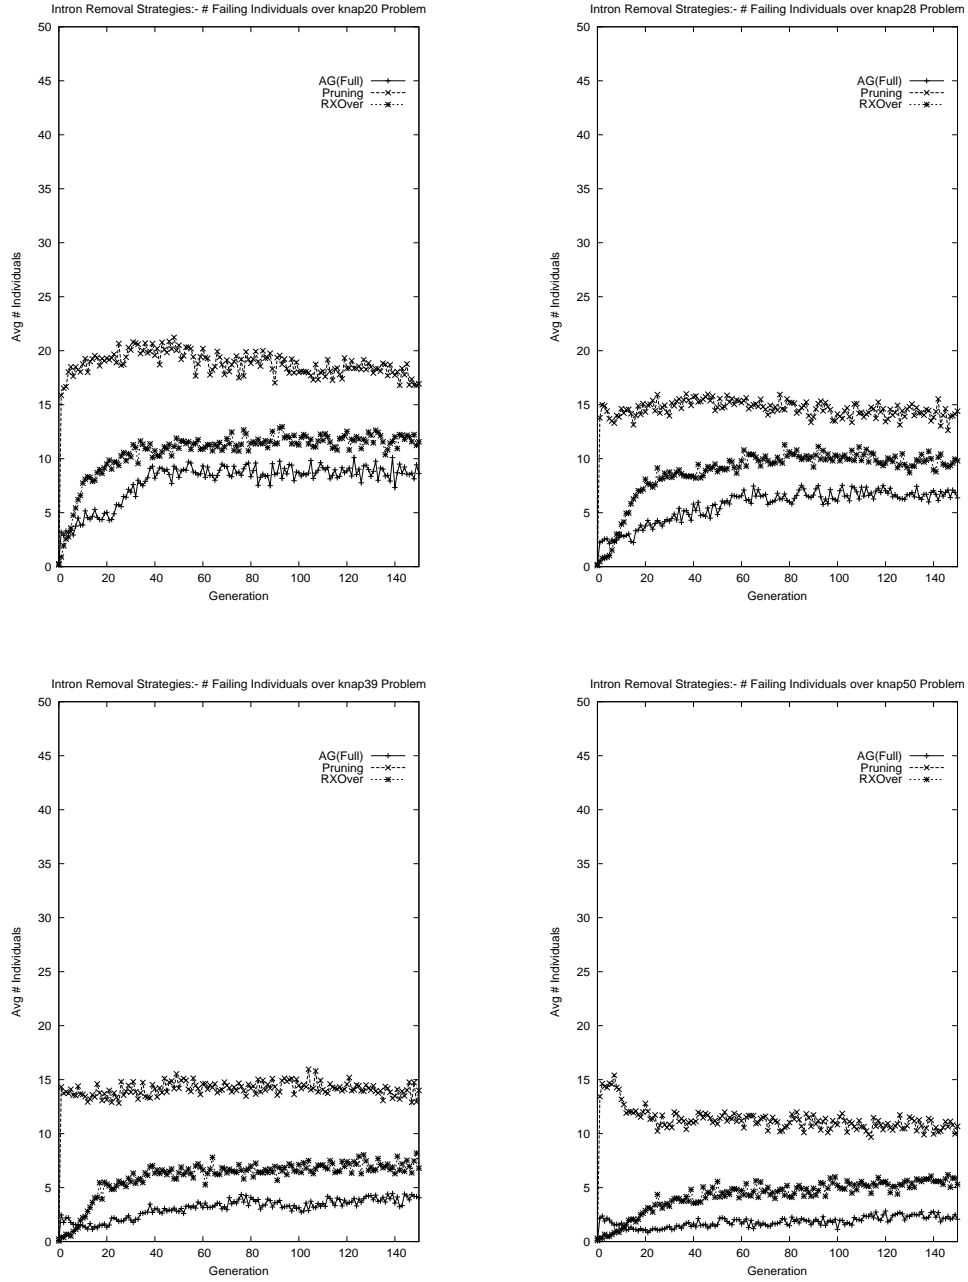 Intron Removal Strategies:- # Failing Individuals over knap20 Problem
50
45
40
35
30
25
20
15
10
5
0
Avg # Individuals
AG(Full)
Pruning
RXOver
0 20 40 60 80 100 120 140
Generation
Intron Removal Strategies:- # Failing Individuals over knap28 Problem
50
45
40
35
30
25
20
15
10
5
0
Avg # Individuals
AG(Full)
Pruning
RXOver
0 20 40 60 80 100 120 140
Generation
Intron Removal Strategies:- # Failing Individuals over knap39 Problem
50
45
40
35
30
25
20
15
10
5
0
Avg # Individuals
AG(Full)
Pruning
RXOver
0 20 40 60 80 100 120 140
Generation
Intron Removal Strategies:- # Failing Individuals over knap50 Problem
50
45
40
35
30
25
20
15
10
5
0
Avg # Individuals
AG(Full)
Pruning
RXOver
0 20 40 60 80 100 120 140
Generation